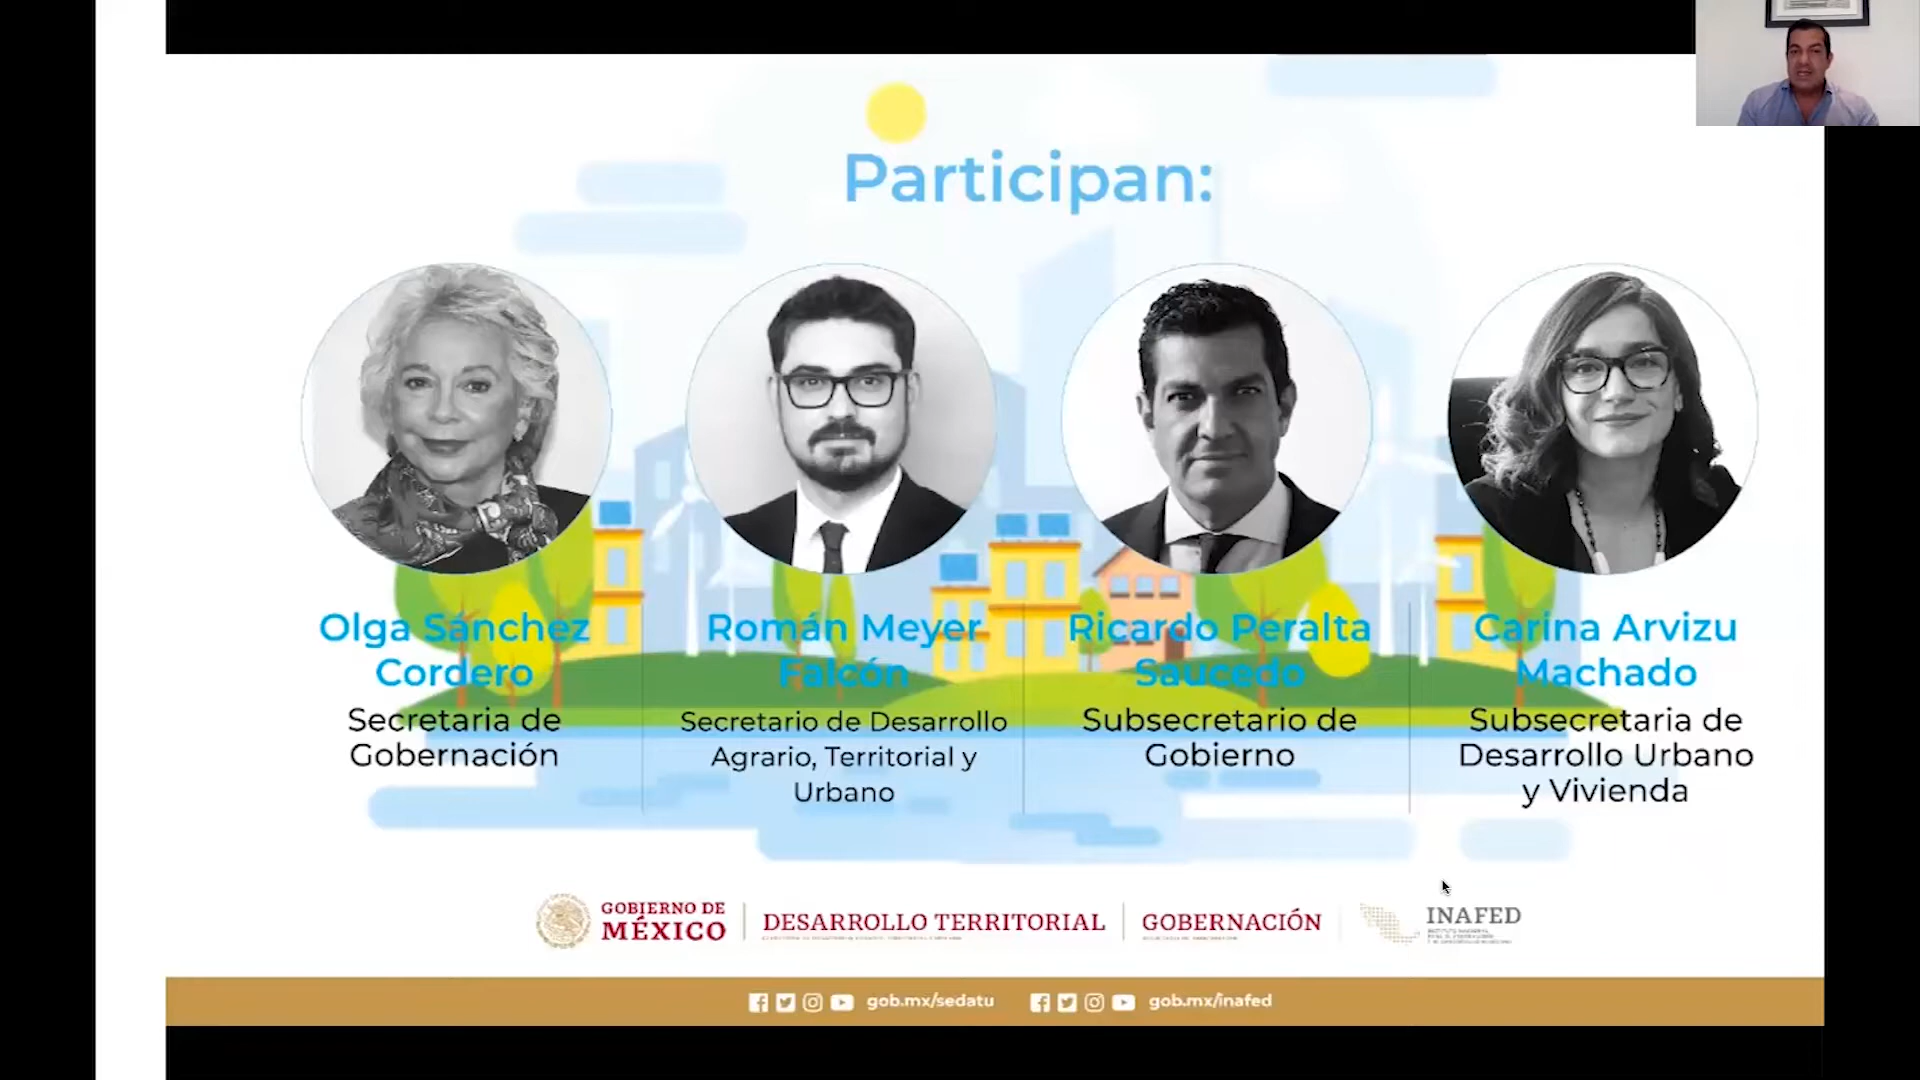 Participan:
Olga Sánchez
Cordero
Secretaria de
Gobernación
Román Meyer
Falcón
Secretario de Desarrollo
Agrario, Territorial y
Urbano
Ricardo Peralta
Saucedo
Subsecretario de
Gobierno
Carina Arvizu
Machado
Subsecretaria de
Desarrollo Urbano
y Vivienda
GOBIERNO DE
MÉXICO
DESARROLLO TERRITORIAL
GOBERNACIÓN
INAFED
gob.mx/sedatu
gob.mx/inafed